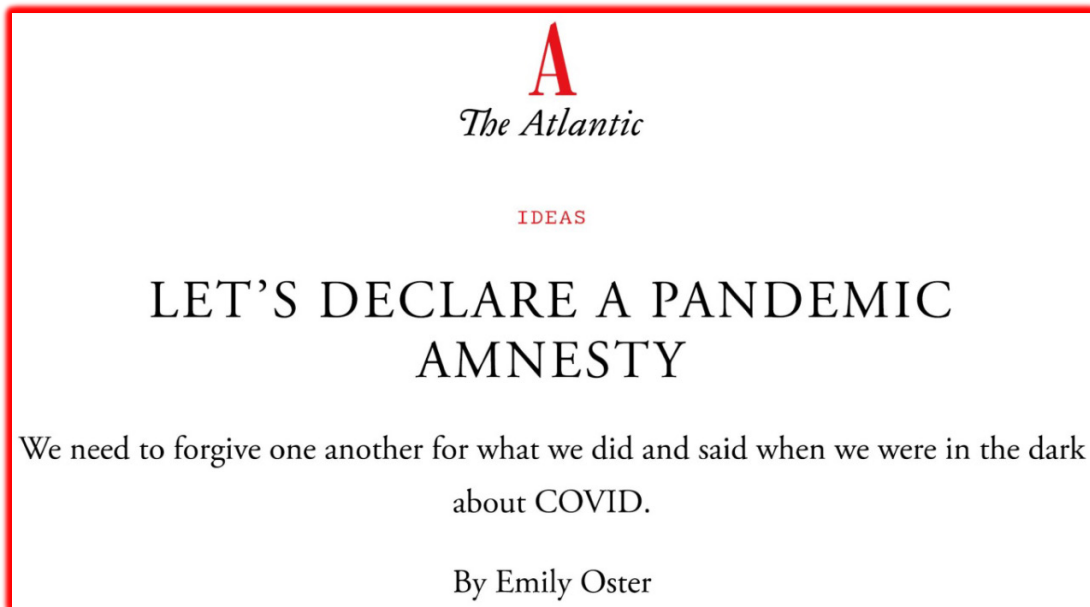 A
The Atlantic
IDEAS
LET’S DECLARE A PANDEMIC
AMNESTY
We need to forgive one another for what we did and said when we were in the dark
about COVID.
By Emily Oster